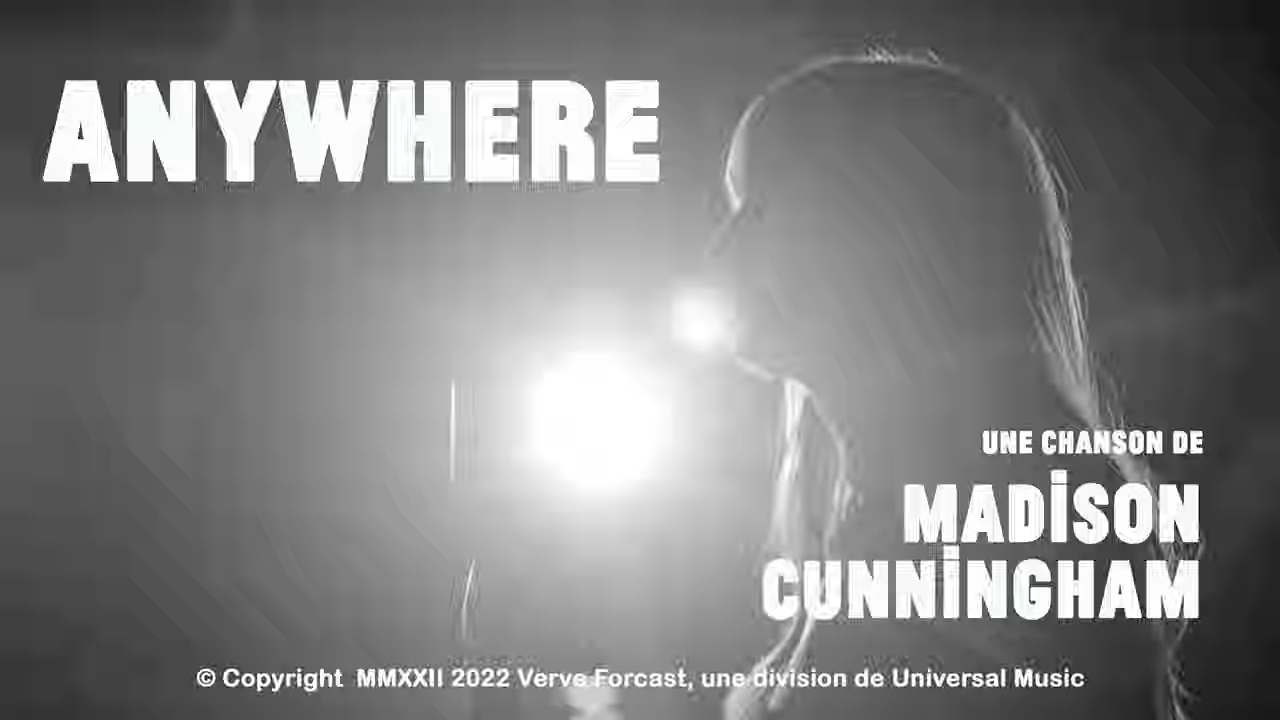 ANYWHERE
UNE CHANSON DE
MADİSON
CUNNİNGHAM
© Copyright MMXXII 2022 Verve Forcast, une division de Universal Music